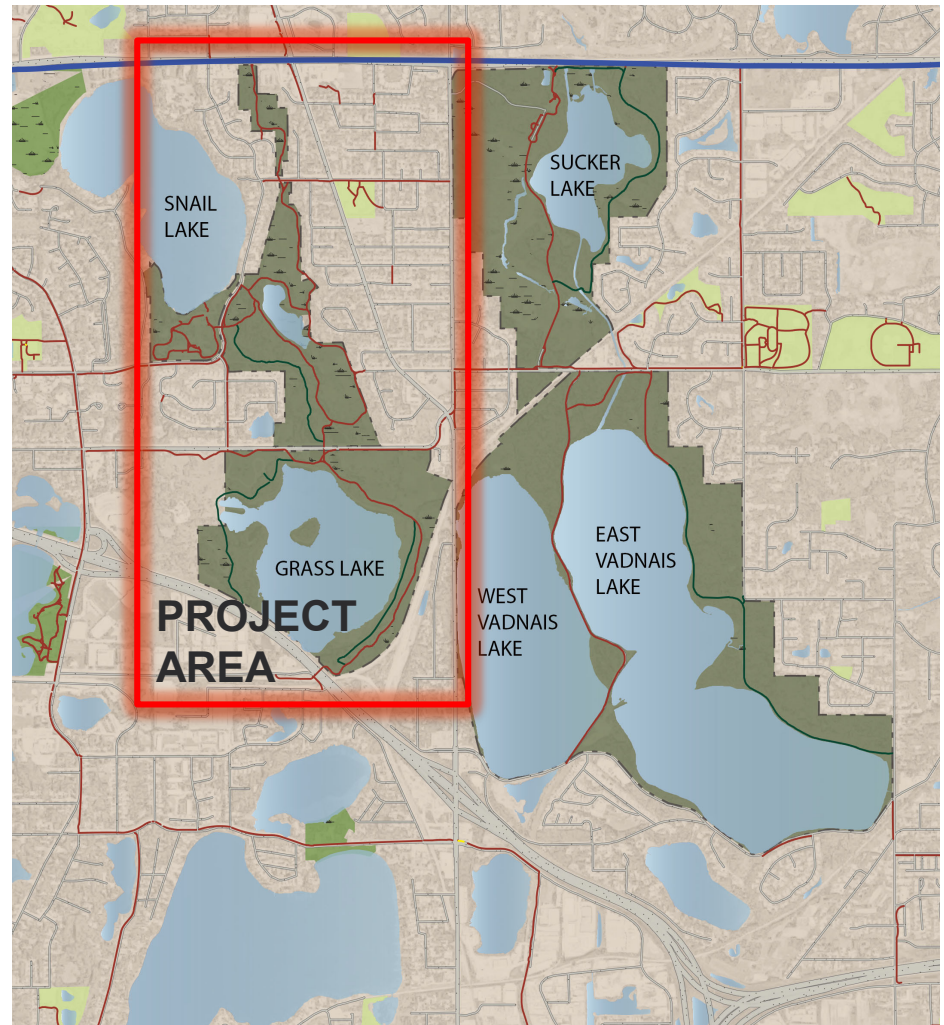 SUCKER
LAKE
SNAIL
LAKE
EAST
VADNAIS
LAKE
GRASS LAKE
WEST
VADNAIS
LAKE
PROJECT
AREA